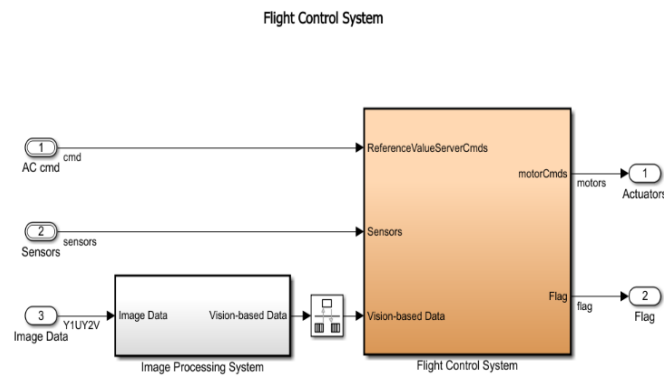 Flight Control System
1
cmd
AC cmd
ReferenceValueServerCmds
motorCmds
motors
1
Actuators
2
sensors
Sensors
Sensors
3
Y1UY2V
Image Data
Image Data
Vision-based Data
Image Processing System
Vision-based Data
Flag
flag
2
Flag
Flight Control System